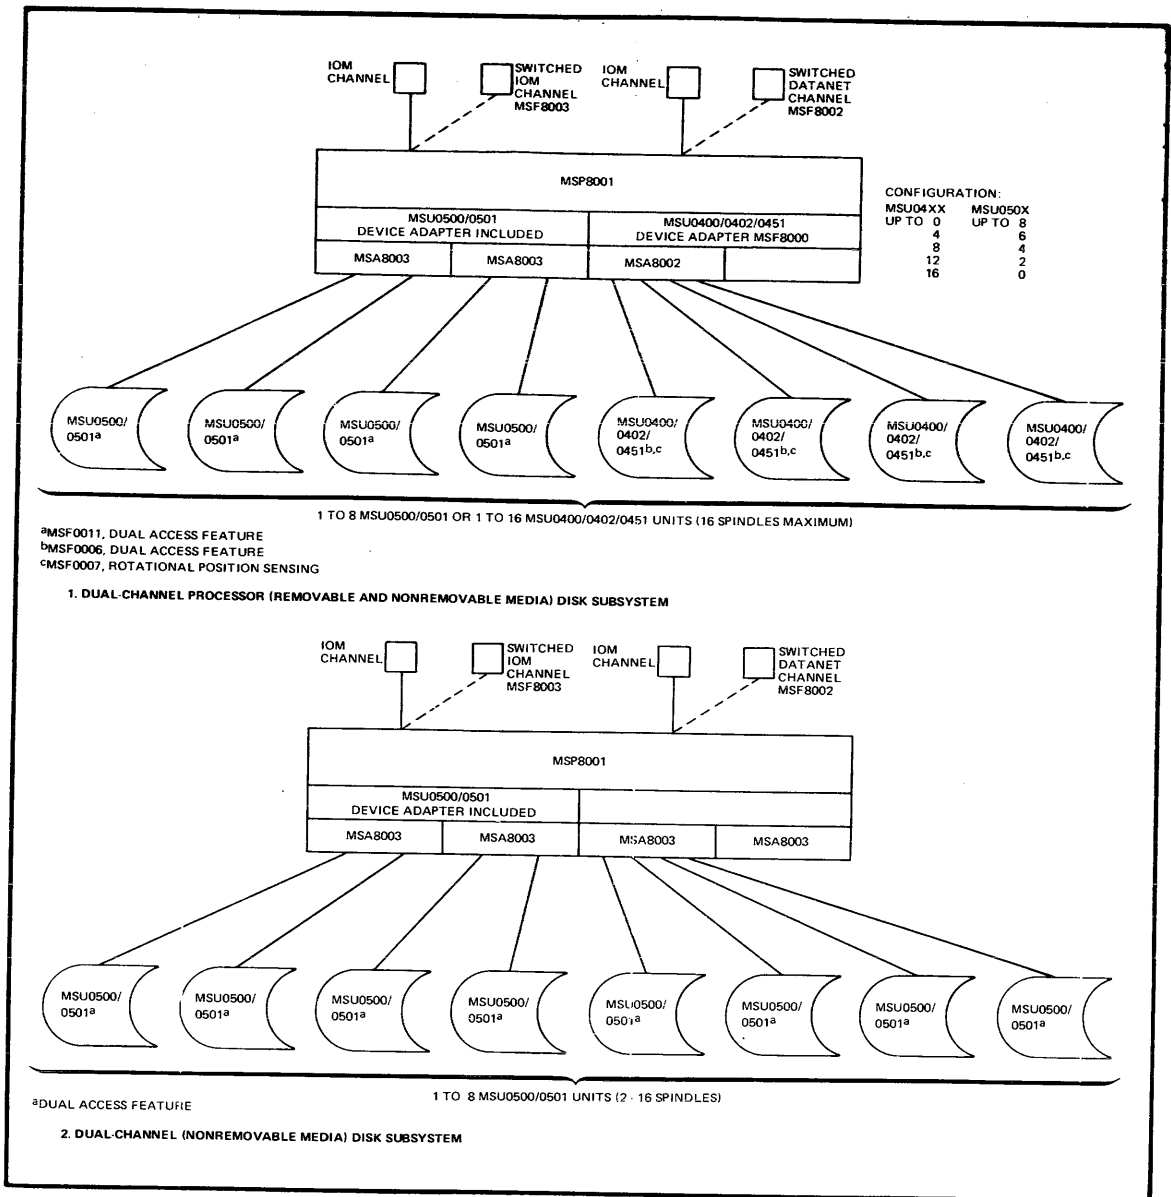 IOM
CHANNEL
SWITCHED
IOM
CHANNEL
MSF8003
IOM
CHANNEL
SWITCHED
DATANET
CHANNEL
MSF8002
MSP8001
MSU0500/0501
DEVICE ADAPTER INCLUDED
MSU0400/0402/0451
DEVICE ADAPTER MSF8000
MSA8003
MSA8003
MSA8002
CONFIGURATION:
MSU04XX MSU050X
UP TO 0 UP TO 8
4 6
8 4
12 2
16 0
MSU0500/
0501a
MSU0500/
0501a
MSU0500/
0501a
MSU0500/
0501a
MSU0400/
0402/
0451b,c
MSU0400/
0402/
0451b,c
MSU0400/
0402/
0451b,c
MSU0400/
0402/
0451b,c
1 TO 8 MSU0500/0501 OR 1 TO 16 MSU0400/0402/0451 UNITS (16 SPINDLES MAXIMUM)
aMSF0011, DUAL ACCESS FEATURE
bMSF0006, DUAL ACCESS FEATURE
cMSF0007, ROTATIONAL POSITION SENSING
1. DUAL-CHANNEL PROCESSOR (REMOVABLE AND NONREMOVABLE MEDIA) DISK SUBSYSTEM
IOM
CHANNEL
SWITCHED
IOM
CHANNEL
MSF8003
IOM
CHANNEL
SWITCHED
DATANET
CHANNEL
MSF8002
MSP8001
MSU0500/0501
DEVICE ADAPTER INCLUDED
MSA8003
MSA8003
MSA8003
MSA8003
MSU0500/
0501a
MSU0500/
0501a
MSU0500/
0501a
MSU0500/
0501a
MSU0500/
0501a
MSU0500/
0501a
MSU0500/
0501a
MSU0500/
0501a
1 TO 8 MSU0500/0501 UNITS (2 - 16 SPINDLES)
aDUAL ACCESS FEATURE
2. DUAL-CHANNEL (NONREMOVABLE MEDIA) DISK SUBSYSTEM